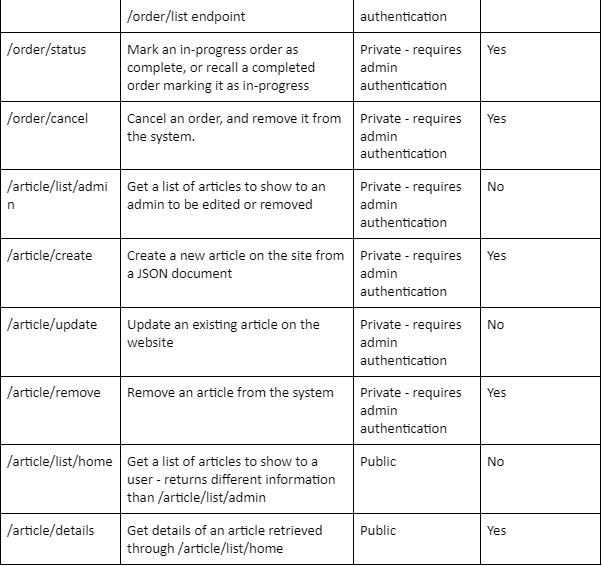 /order/list endpoint authentication
/order/status Mark an in-progress order as Private - requires Yes
complete, or recall a completed admin
order marking it as in-progress authentication
/order/cancel Cancel an order, and remove it from Private - requires Yes
the system. admin
authentication
/article/list/admi Get a list of articles to show to an Private - requires No
n admin to be edited or removed admin
authentication
/article/create Create a new article on the site from Private - requires Yes
a JSON document admin
authentication
/article/update Update an existing article on the Private - requires No
website admin
authentication
/article/remove Remove an article from the system Private - requires Yes
admin
authentication
/article/list/home Get a list of articles to show to a Public No
user - returns different information
than /article/list/admin
/article/details Get details of an article retrieved Public Yes
through /article/list/home